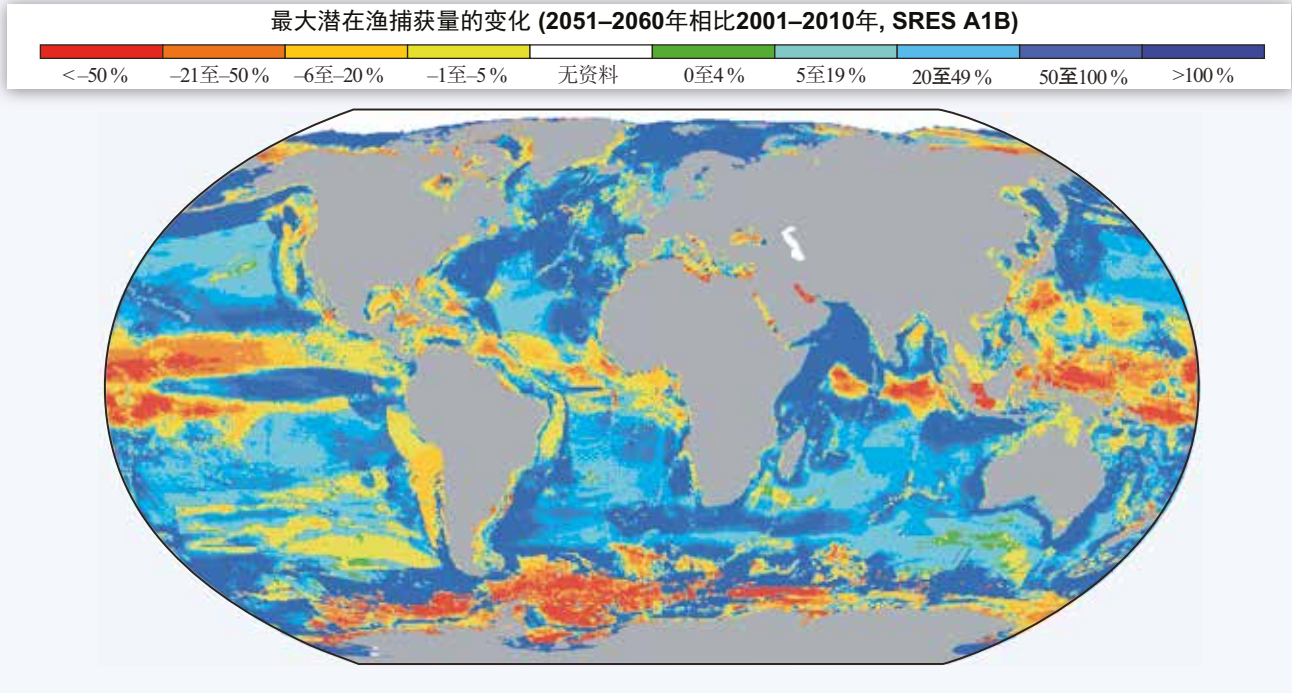 最大潜在渔捕获量的变化 (2051–2060年相比2001–2010年, SRES A1B)
<–50 % –21至–50 % –6至–20 % –1至–5 % 无资料 0至4 % 5至19 % 20至49 % 50至100 % >100 %